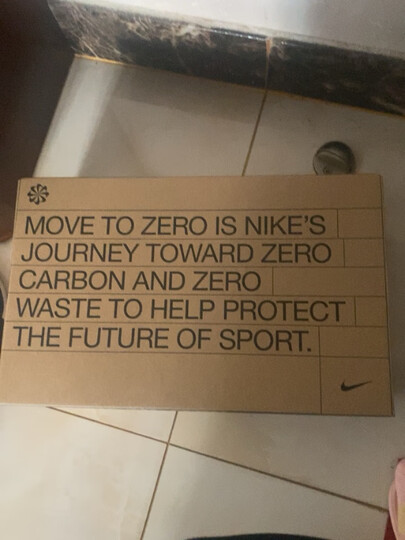 MOVE TO ZERO IS NIKE'S
JOURNEY TOWARD ZERO
CARBON AND ZERO
WASTE TO HELP PROTECT
THE FUTURE OF SPORT.